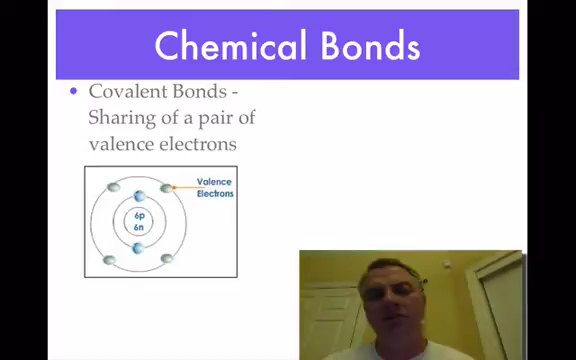 Chemical Bonds
• Covalent Bonds -
Sharing of a pair of
valence electrons
Valence
Electrons
6p
6n